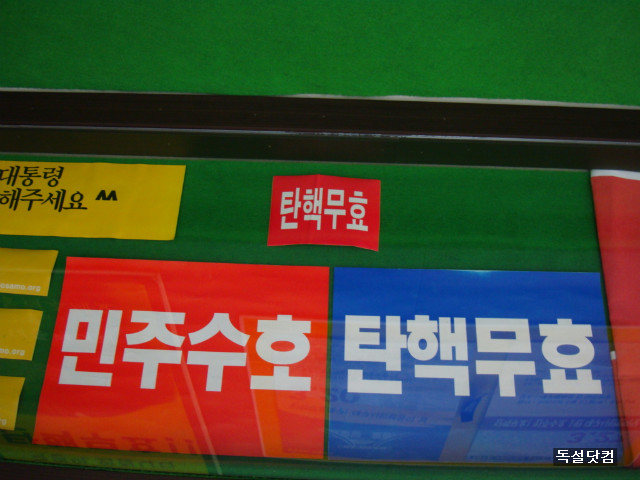 대통령
해주세요 ^^
탄핵무효
민주수호
탄핵무효
독설닷컴